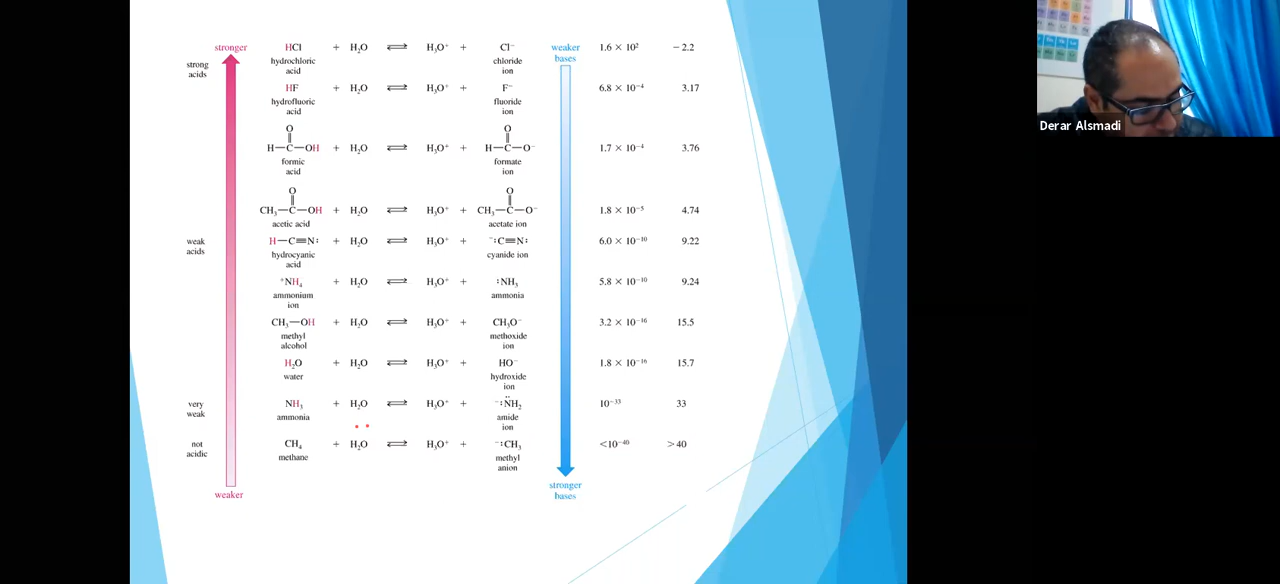 stronger HCl + H₂O ⇌ H₃O⁺ + Cl⁻ weaker 1.6 × 10² − 2.2
strong acids hydrochloric acid chloride ion bases
HF + H₂O ⇌ H₃O⁺ + F⁻ 6.8 × 10⁻⁴ 3.17
hydrofluoric acid fluoride ion
O O
H—C—OH + H₂O ⇌ H₃O⁺ + H—C—O⁻ 1.7 × 10⁻⁴ 3.76
formic acid formate ion
O O
CH₃—C—OH + H₂O ⇌ H₃O⁺ + CH₃—C—O⁻ 1.8 × 10⁻⁵ 4.74
acetic acid acetate ion
weak acids H—C≡N: + H₂O ⇌ H₃O⁺ + ⁻:C≡N: 6.0 × 10⁻¹⁰ 9.22
hydrocyanic acid cyanide ion
⁺NH₄ + H₂O ⇌ H₃O⁺ + :NH₃ 5.8 × 10⁻¹⁰ 9.24
ammonium ion ammonia
CH₃—OH + H₂O ⇌ H₃O⁺ + CH₃O⁻ 3.2 × 10⁻¹⁶ 15.5
methyl alcohol methoxide ion
H₂O + H₂O ⇌ H₃O⁺ + HO⁻ 1.8 × 10⁻¹⁶ 15.7
water hydroxide ion
very weak NH₃ + H₂O ⇌ H₃O⁺ + ⁻:N̈H₂ 10⁻³³ 33
ammonia amide ion
not acidic CH₄ + H₂O ⇌ H₃O⁺ + ⁻:CH₃ <10⁻⁴⁰ >40
methane methyl anion
weaker stronger bases
Derar Alsmadi